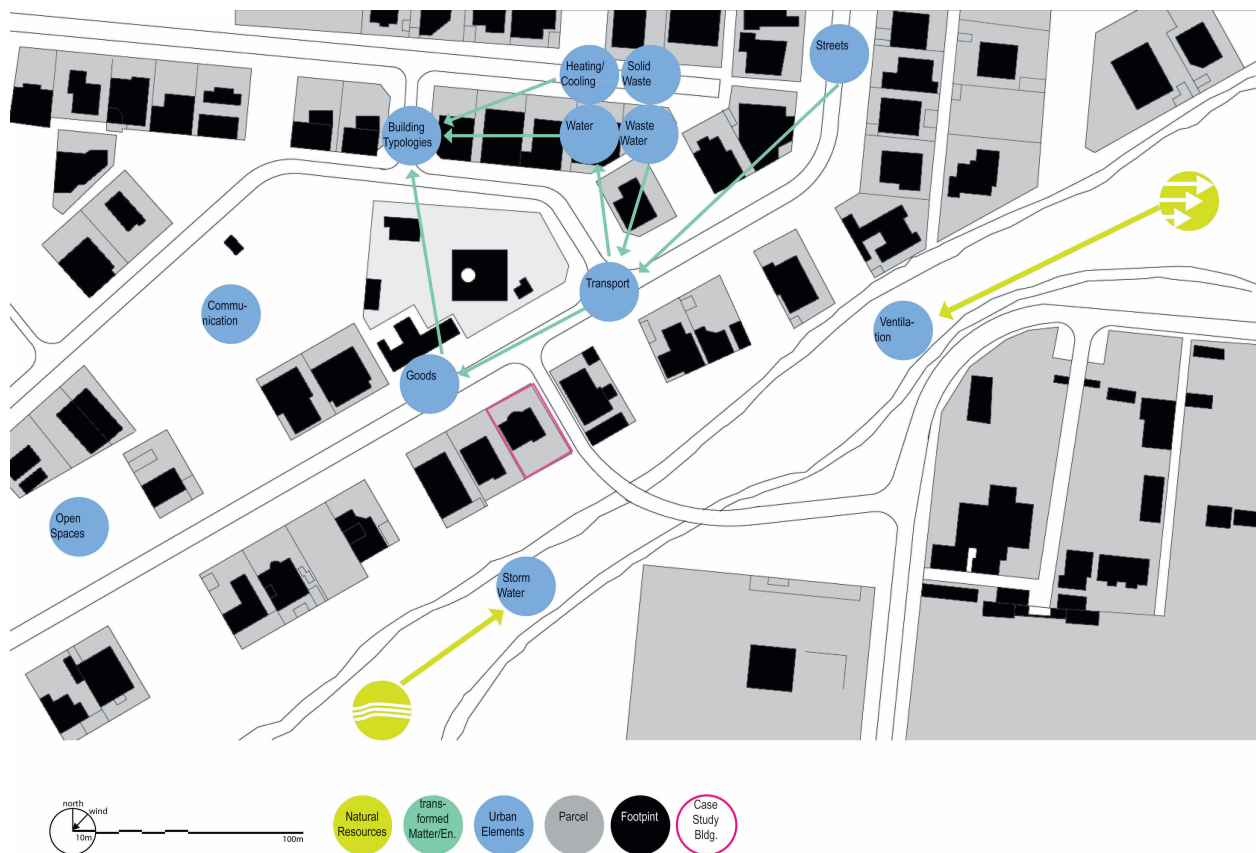 Streets
Heating/
Cooling
Solid
Waste
Building
Typologies
Water
Waste
Water
Transport
Commu-
nication
Ventila-
tion
Goods
Open
Spaces
Storm
Water
north
wind
10m
100m
Natural
Resources
trans-
formed
Matter/En.
Urban
Elements
Parcel
Footpint
Case
Study
Bldg.